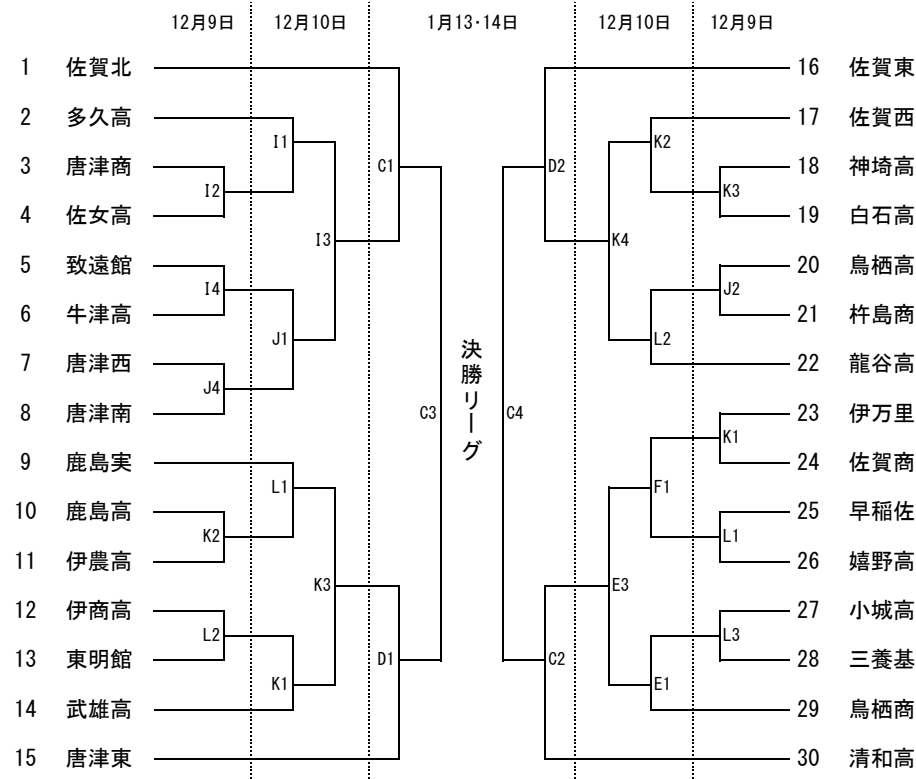 12月9日 12月10日 1月13・14日 12月10日 12月9日
1 佐賀北 16 佐賀東
2 多久高 17 佐賀西
I1 K2
3 唐津商 C1 D2 18 神埼高
I2 K3
4 佐女高 19 白石高
I3 K4
5 致遠館 20 鳥栖高
I4 J2
6 牛津高 21 杵島商
J1 L2
7 唐津西 22 龍谷高
J4
8 唐津南 C3 決勝リーグ C4 23 伊万里
K1
9 鹿島実 24 佐賀商
L1 F1
10 鹿島高 25 早稲佐
K2 L1
11 伊農高 26 嬉野高
K3 E3
12 伊商高 27 小城高
L2 L3
13 東明館 D1 C2 28 三養基
K1 E1
14 武雄高 29 鳥栖商
15 唐津東 30 清和高